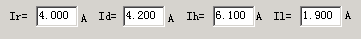 Ir= 4.000 A Id= 4.200 A Ih= 6.100 A Il= 1.900 A